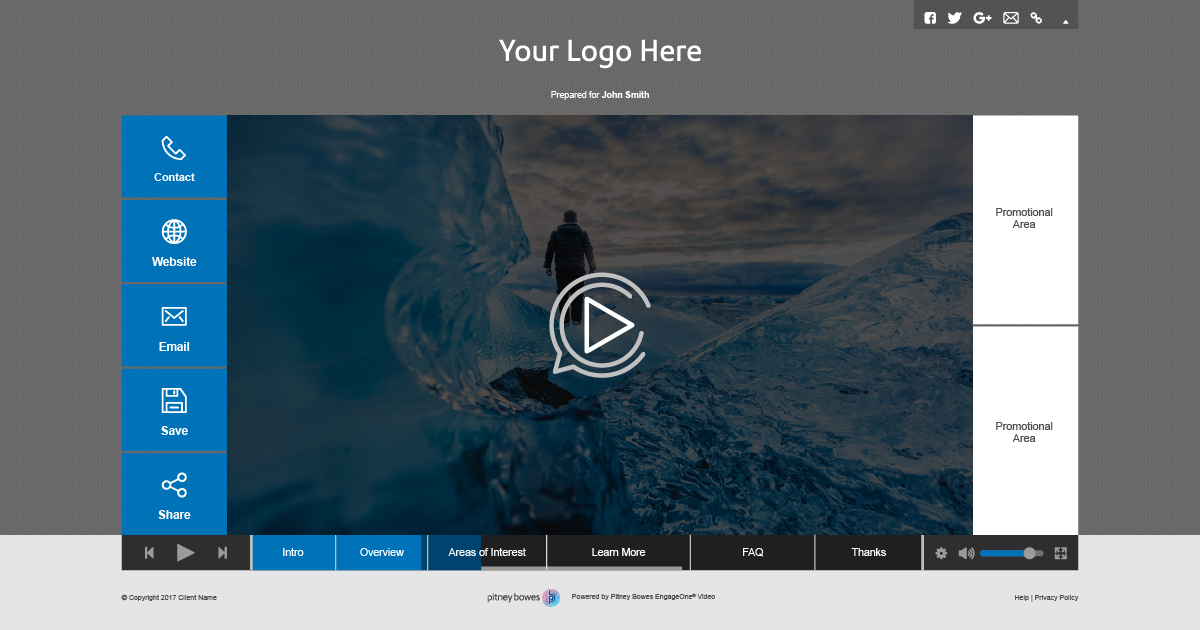 Your Logo Here
Prepared for John Smith
Contact
Website
Email
Save
Share
Promotional
Area
Promotional
Area
Intro
Overview
Areas of Interest
Learn More
FAQ
Thanks
© Copyright 2017 Client Name
pitney bowes
Powered by Pitney Bowes EngageOne® Video
Help | Privacy Policy